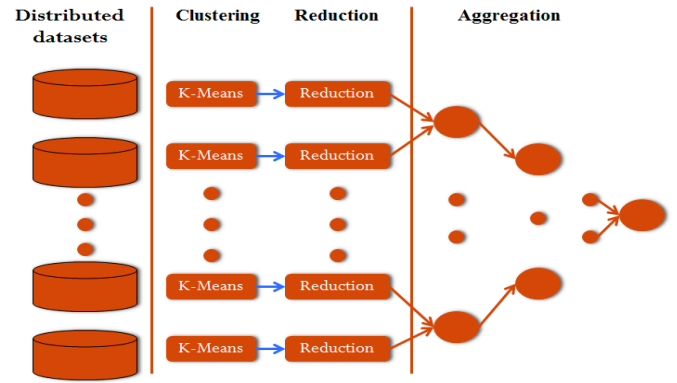 Distributed
datasets
Clustering
Reduction
Aggregation
K-Means
Reduction
K-Means
Reduction
K-Means
Reduction
K-Means
Reduction